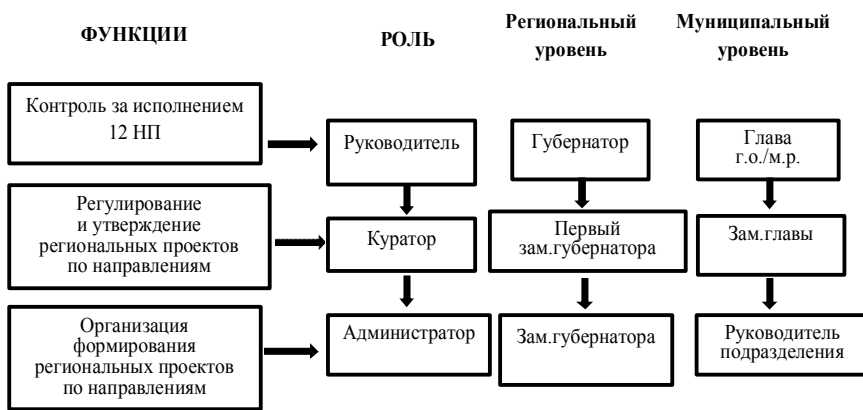 ФУНКЦИИ
РОЛЬ
Региональный
уровень
Муниципальный
уровень
Контроль за исполнением
12 НП
Руководитель
Губернатор
Глава
г.о./м.р.
Регулирование
и утверждение
региональных проектов
по направлениям
Куратор
Первый
зам.губернатора
Зам.главы
Организация
формирования
региональных проектов
по направлениям
Администратор
Зам.губернатора
Руководитель
подразделения